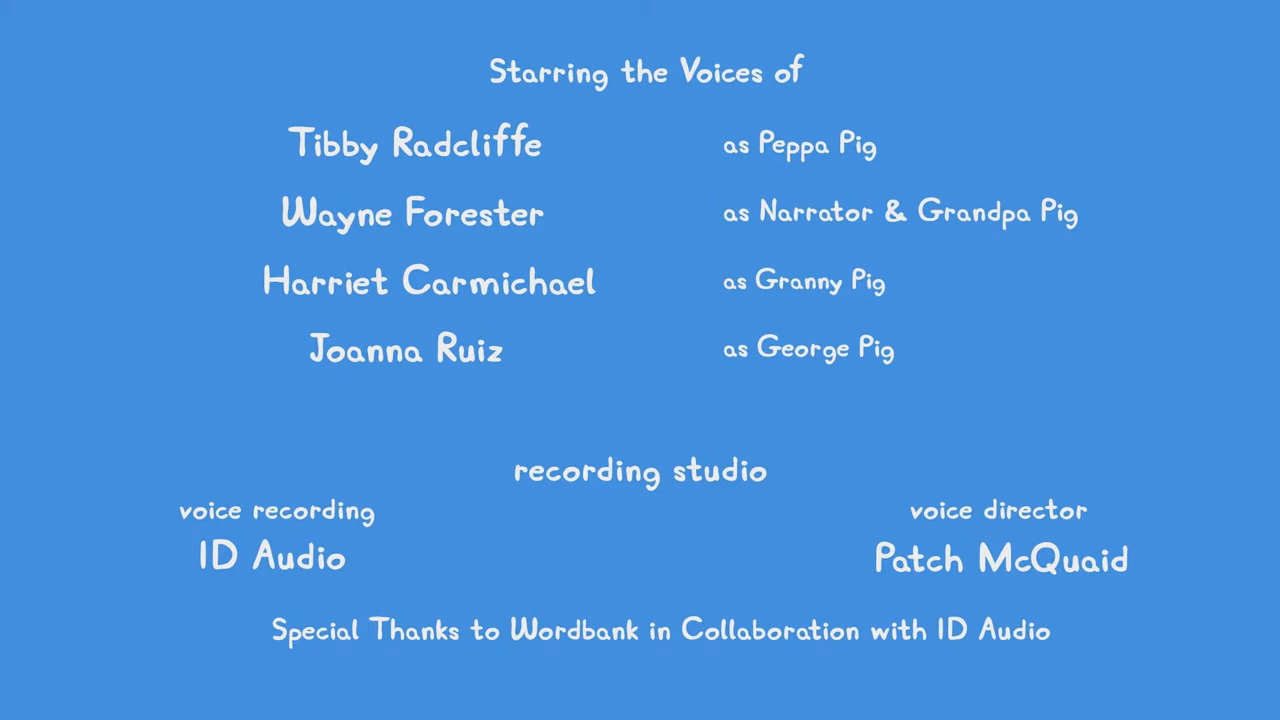 Starring the Voices of
Tibby Radcliffe as Peppa Pig
Wayne Forester as Narrator & Grandpa Pig
Harriet Carmichael as Granny Pig
Joanna Ruiz as George Pig
recording studio
voice recording voice director
ID Audio Patch McQuaid
Special Thanks to Wordbank in Collaboration with ID Audio